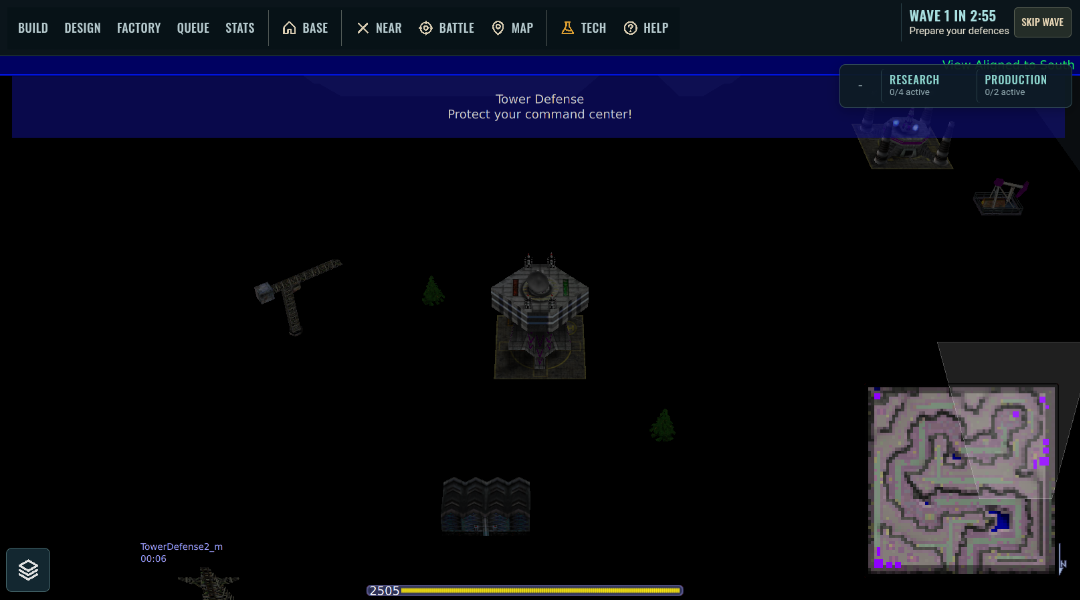 BUILD DESIGN FACTORY QUEUE STATS BASE NEAR BATTLE MAP TECH HELP
WAVE 1 IN 2:55
Prepare your defences
SKIP WAVE
View Aligned to South
- RESEARCH PRODUCTION
0/4 active 0/2 active
Tower Defense
Protect your command center!
TowerDefense2_m
00:06
2505
N